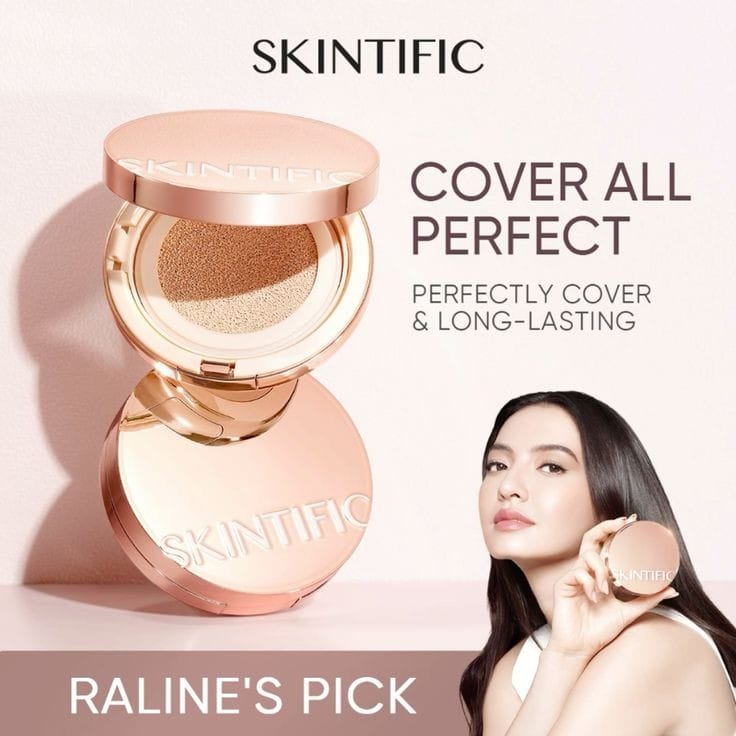 SKINTIFIC
SKINTIFIC
COVER ALL
PERFECT
PERFECTLY COVER
& LONG-LASTING
SKINTIFIC
SKINTIFIC
RALINE'S PICK